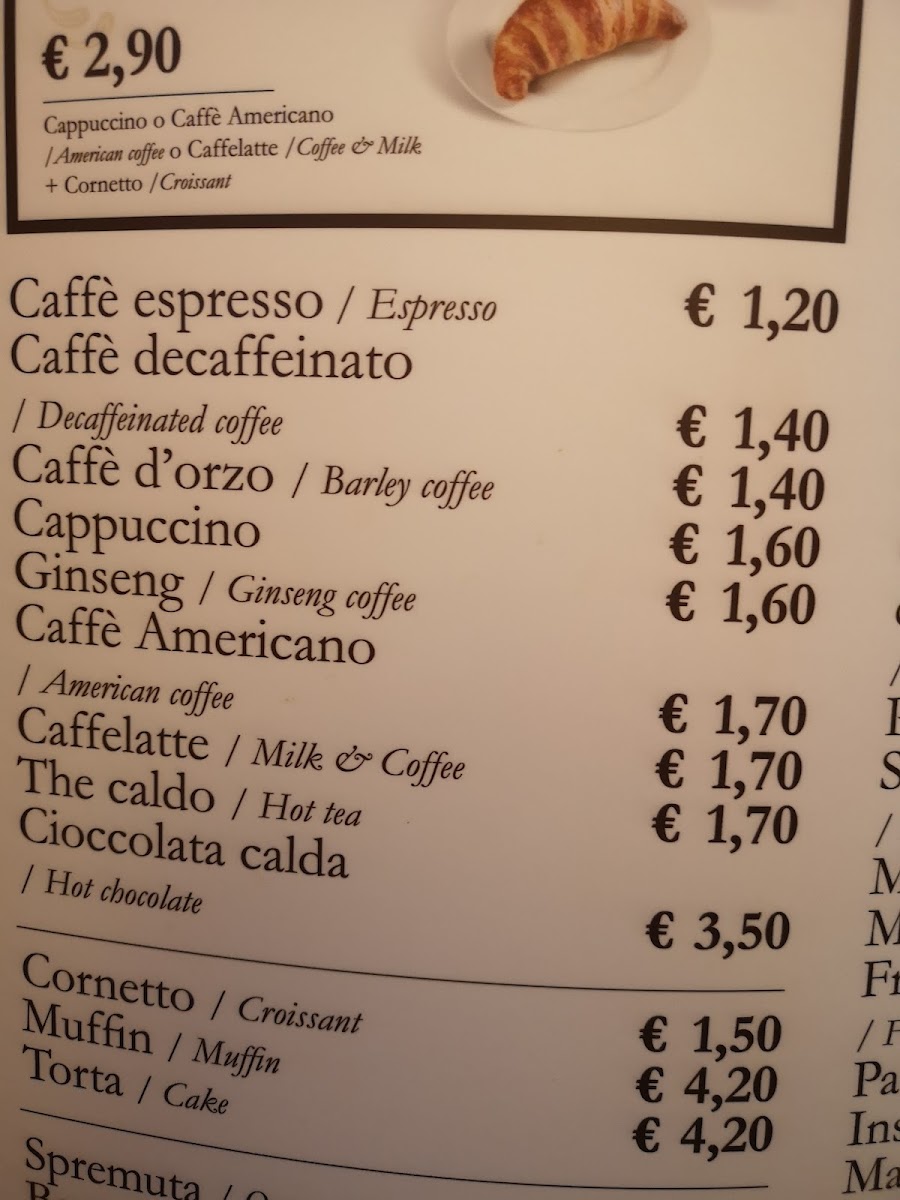 € 2,90
Cappuccino o Caffè Americano
/ American coffee o Caffelatte / Coffee & Milk
+ Cornetto / Croissant
Caffè espresso / Espresso € 1,20
Caffè decaffeinato
/ Decaffeinated coffee € 1,40
Caffè d'orzo / Barley coffee € 1,40
Cappuccino € 1,60
Ginseng / Ginseng coffee € 1,60
Caffè Americano
/ American coffee € 1,70
Caffelatte / Milk & Coffee € 1,70
The caldo / Hot tea € 1,70
Cioccolata calda
/ Hot chocolate € 3,50
Cornetto / Croissant € 1,50
Muffin / Muffin € 4,20
Torta / Cake € 4,20
Spremuta /